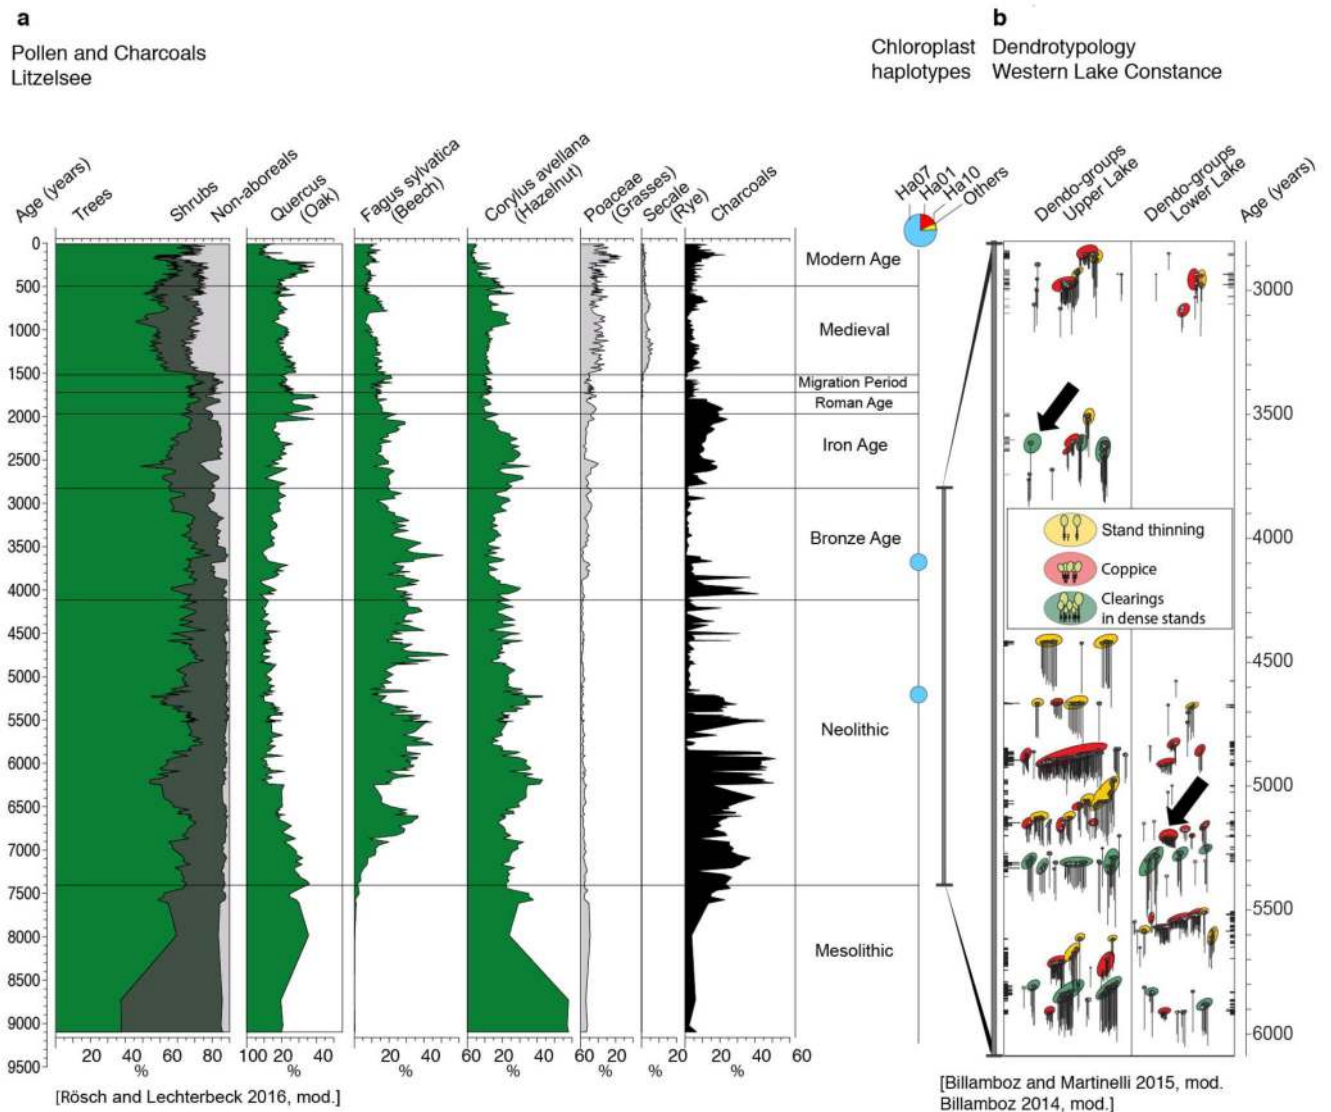 a
Pollen and Charcoals
Litzelsee
Chloroplast
haplotypes
b
Dendrotypology
Western Lake Constance
Age (years)
Trees
Shrubs
Non-aboreals
Quercus
(Oak)
Fagus sylvatica
(Beech)
Corylus avellana
(Hazelnut)
Poaceae
(Grasses)
Secale
(Rye)
Charcoals
Ha07
Ha01
Ha10
Others
Dendo-groups
Upper Lake
Dendo-groups
Lower Lake
Age (years)
0
500
1000
1500
2000
2500
3000
3500
4000
4500
5000
5500
6000
6500
7000
7500
8000
8500
9000
9500
Modern Age
Medieval
Migration Period
Roman Age
Iron Age
Bronze Age
Neolithic
Mesolithic
3000
3500
4000
4500
5000
5500
6000
Stand thinning
Coppice
Clearings
in dense stands
20 40 60 80 100 20 40 20 40 60 20 40 60 20 20 20 40 60
% % % % % % %
[Rösch and Lechterbeck 2016, mod.]
[Billamboz and Martinelli 2015, mod.
Billamboz 2014, mod.]